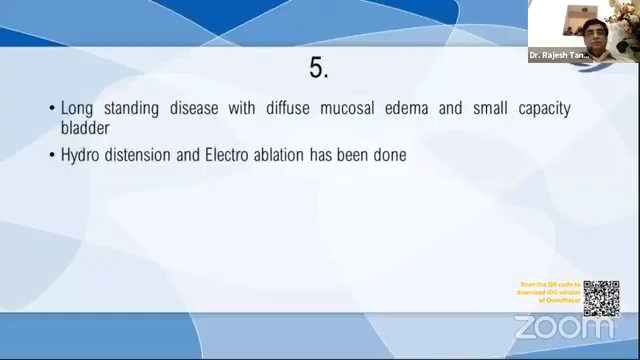 Dr. Rajesh Tan...
5.
• Long standing disease with diffuse mucosal edema and small capacity
bladder
• Hydro distension and Electro ablation has been done
Scan the QR code to
download iOS version
of OmniPlayer
zoom